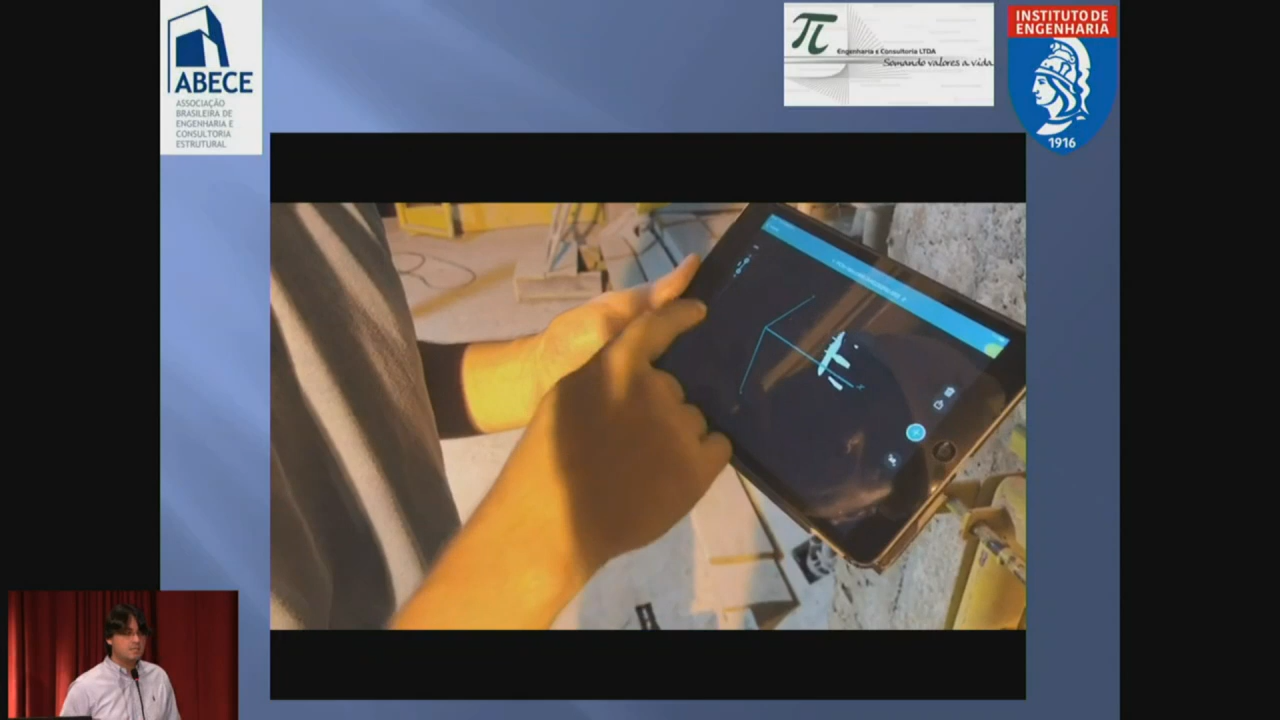 ABECE
ASSOCIAÇÃO
BRASILEIRA DE
ENGENHARIA E
CONSULTORIA
ESTRUTURAL
π
Engenharia e Consultoria LTDA
Somando valores a vida.
INSTITUTO DE
ENGENHARIA
1916